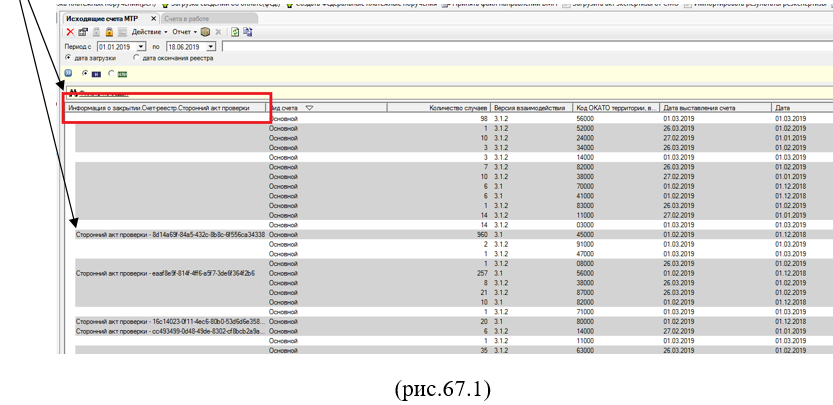 Исходящие счета МТР Счета в работе
Действие Отчет
Период с 01.01.2019 по 18.06.2019
дата загрузки дата окончания реестра
Информация о закрытии.Счет-реестр.Сторонний акт проверки Вид счета Количество случаев Версия взаимодействия Код ОКАТО территории, в... Дата выставления счета Дата
Основной 98 3.1.2 56000 01.03.2019 01.03.2019
Основной 1 3.1.2 52000 26.03.2019 01.02.2019
Основной 10 3.1.2 24000 27.02.2019 01.01.2019
Основной 3 3.1.2 34000 26.03.2019 01.02.2019
Основной 3 3.1.2 14000 01.03.2019 01.03.2019
Основной 7 3.1.2 82000 26.03.2019 01.02.2019
Основной 10 3.1.2 38000 27.02.2019 01.01.2019
Основной 6 3.1 70000 01.02.2019 01.12.2018
Основной 6 3.1 41000 01.02.2019 01.12.2018
Основной 1 3.1.2 83000 26.03.2019 01.02.2019
Основной 14 3.1.2 11000 27.02.2019 01.01.2019
Основной 14 3.1.2 03000 01.03.2019 01.03.2019
Сторонний акт проверки - 8d14a69f-84a5-432c-8b8c-6f556ca34338 Основной 960 3.1 45000 01.02.2019 01.12.2018
Основной 2 3.1.2 91000 01.03.2019 01.03.2019
Основной 1 3.1.2 47000 01.03.2019 01.03.2019
Основной 1 3.1.2 08000 26.03.2019 01.02.2019
Сторонний акт проверки - eaaf8e9f-814f-4ff6-a5f7-3de6f364f2b6 Основной 257 3.1 56000 01.02.2019 01.12.2018
Основной 8 3.1.2 38000 26.03.2019 01.02.2019
Основной 21 3.1.2 87000 26.03.2019 01.02.2019
Основной 10 3.1 82000 01.02.2019 01.12.2018
Основной 1 3.1.2 71000 01.03.2019 01.03.2019
Сторонний акт проверки - 16c14023-0f11-4ec6-80b0-53d6d6e358... Основной 20 3.1 80000 01.02.2019 01.12.2018
Сторонний акт проверки - cc493499-0d48-49de-8302-cf8bcb2a9a... Основной 6 3.1.2 14000 27.02.2019 01.01.2019
Основной 1 3.1.2 11000 01.03.2019 01.03.2019
Основной 35 3.1.2 63000 26.03.2019 01.02.2019
(рис.67.1)